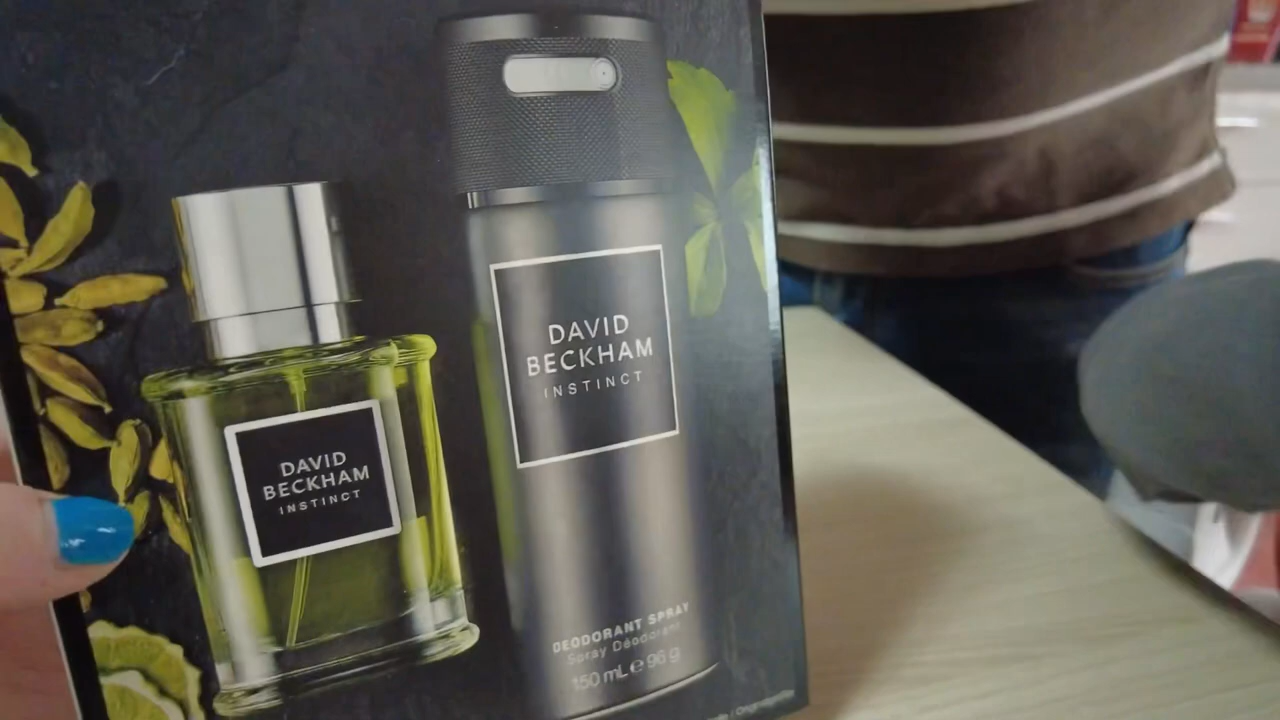 DAVID
BECKHAM
INSTINCT
DAVID
BECKHAM
INSTINCT
DEODORANT SPRAY
Spray Déodorant
150 mL e 96 g